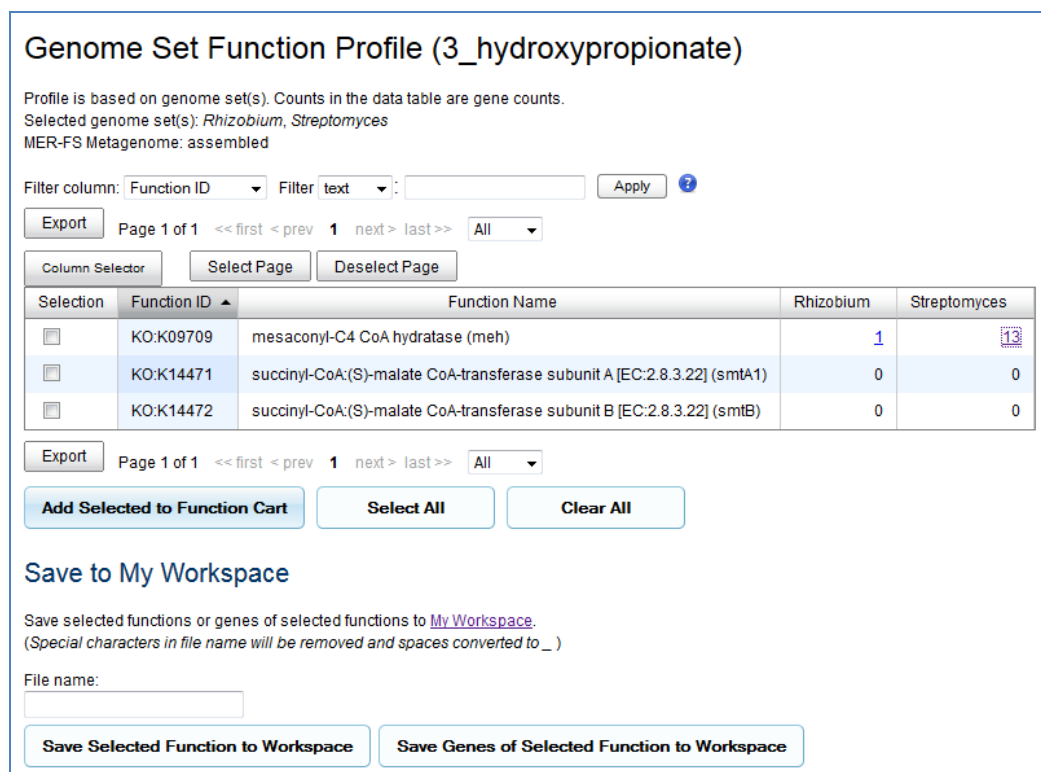 Genome Set Function Profile (3_hydroxypropionate)
Profile is based on genome set(s). Counts in the data table are gene counts.
Selected genome set(s): Rhizobium, Streptomyces
MER-FS Metagenome: assembled
Filter column: Function ID Filter text : Apply ?
Export Page 1 of 1 << first < prev 1 next > last >> All
Column Selector Select Page Deselect Page
Selection Function ID Function Name Rhizobium Streptomyces
KO:K09709 mesaconyl-C4 CoA hydratase (meh) 1 13
KO:K14471 succinyl-CoA:(S)-malate CoA-transferase subunit A [EC:2.8.3.22] (smtA1) 0 0
KO:K14472 succinyl-CoA:(S)-malate CoA-transferase subunit B [EC:2.8.3.22] (smtB) 0 0
Export Page 1 of 1 << first < prev 1 next > last >> All
Add Selected to Function Cart Select All Clear All
Save to My Workspace
Save selected functions or genes of selected functions to My Workspace.
(Special characters in file name will be removed and spaces converted to _ )
File name:
Save Selected Function to Workspace Save Genes of Selected Function to Workspace